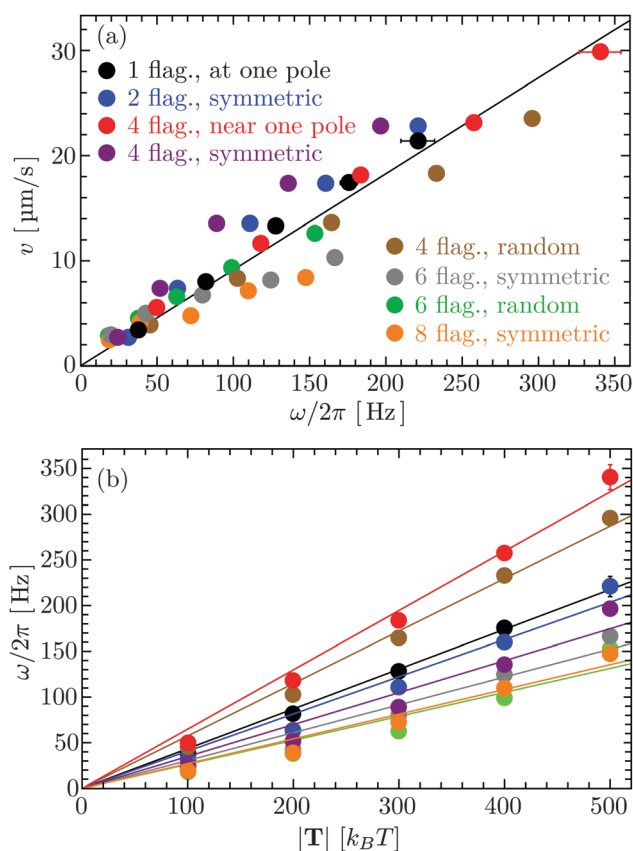 (a)
v [μm/s]
30
20
10
0
1 flag., at one pole
2 flag., symmetric
4 flag., near one pole
4 flag., symmetric
4 flag., random
6 flag., symmetric
6 flag., random
8 flag., symmetric
0 50 100 150 200 250 300 350
ω/2π [Hz]
(b)
ω/2π [Hz]
350
300
250
200
150
100
50
0
0 100 200 300 400 500
|T| [k_BT]